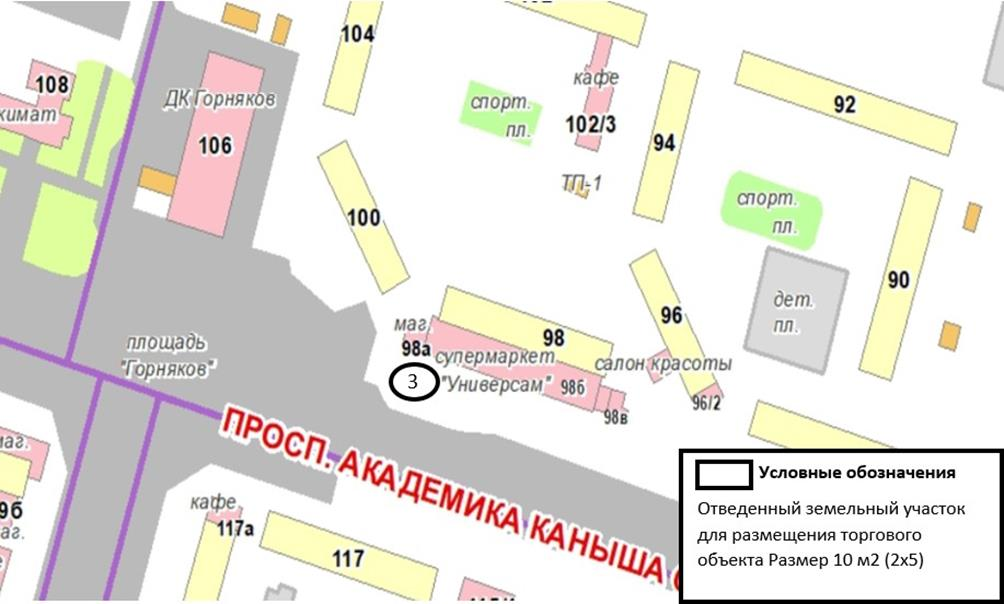 104
кафе
108
кимат
ДК Горняков
106
спорт.
пл.
102/3
92
94
ТП-1
спорт.
пл.
100
90
дет.
пл.
96
маг.
98а
98
супермаркет
"Универсам"
98б
98в
салон красоты
96/2
3
площадь
"Горняков"
ПРОСП. АКАДЕМИКА КАНЫША
маг.
9б
аг.
кафе
117а
117
Условные обозначения
Отведенный земельный участок
для размещения торгового
объекта Размер 10 м2 (2х5)